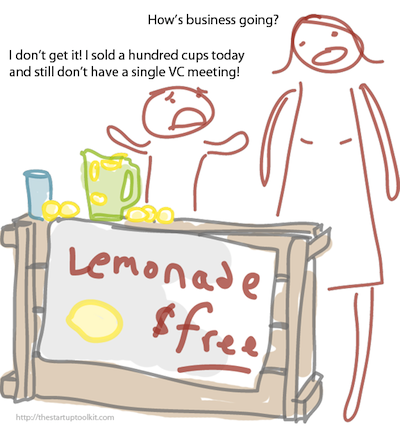 How's business going?
I don't get it! I sold a hundred cups today
and still don't have a single VC meeting!
Lemonade
$free
http://thestartuptoolkit.com